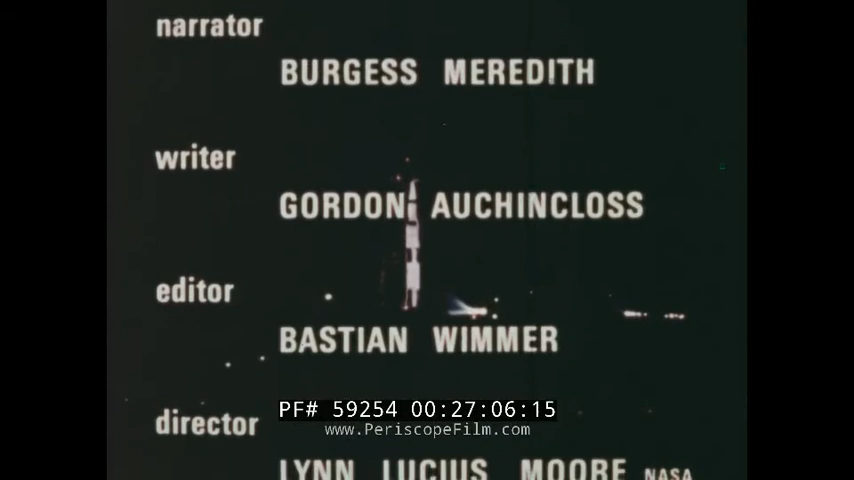 narrator
BURGESS MEREDITH
writer
GORDON AUCHINCLOSS
editor
BASTIAN WIMMER
PF# 59254 00:27:06:15
director
www.PeriscopeFilm.com
LYNN LUCIUS MOORE NASA